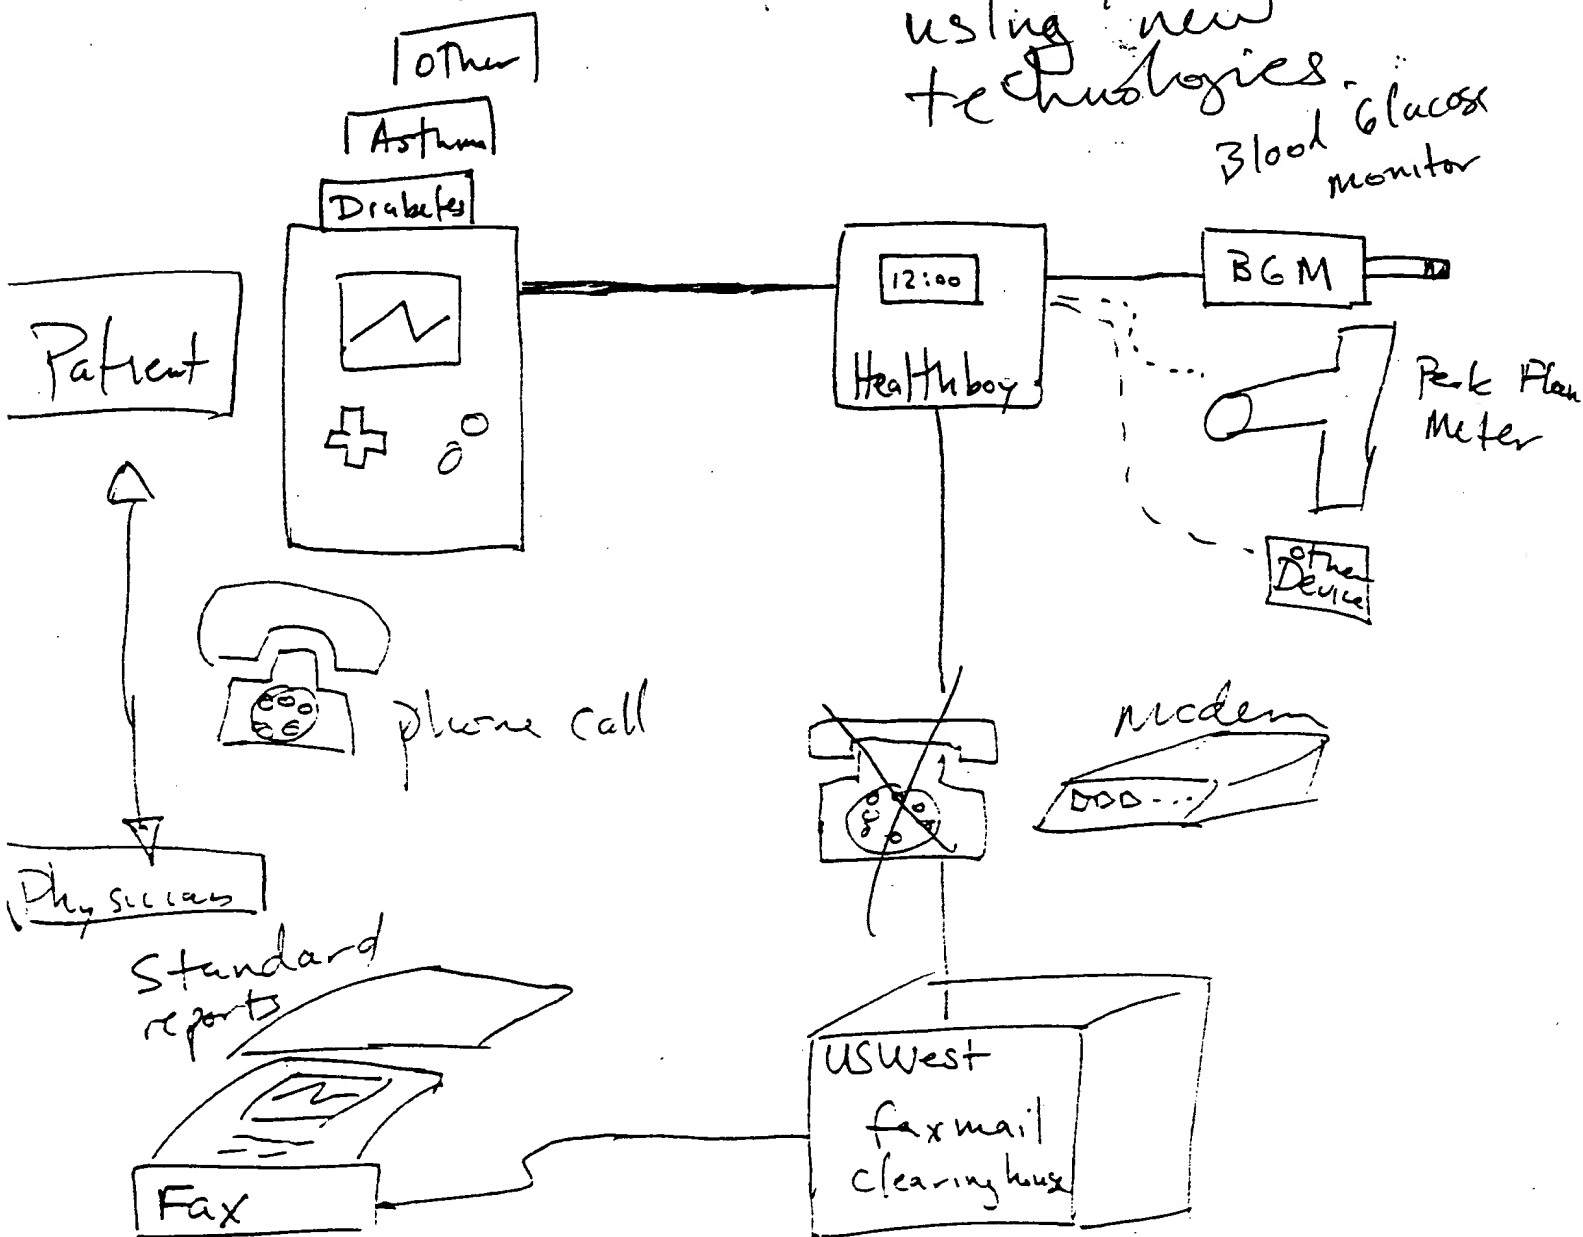 using new
technologies.
Other
Asthma
Diabetes
Blood Glucose
monitor
Patient
12:00
Healthboy
BGM
Peak Flow
Meter
Other
Device
phone call
modem
Physician
Standard
reports
Fax
USWest
faxmail
clearinghouse